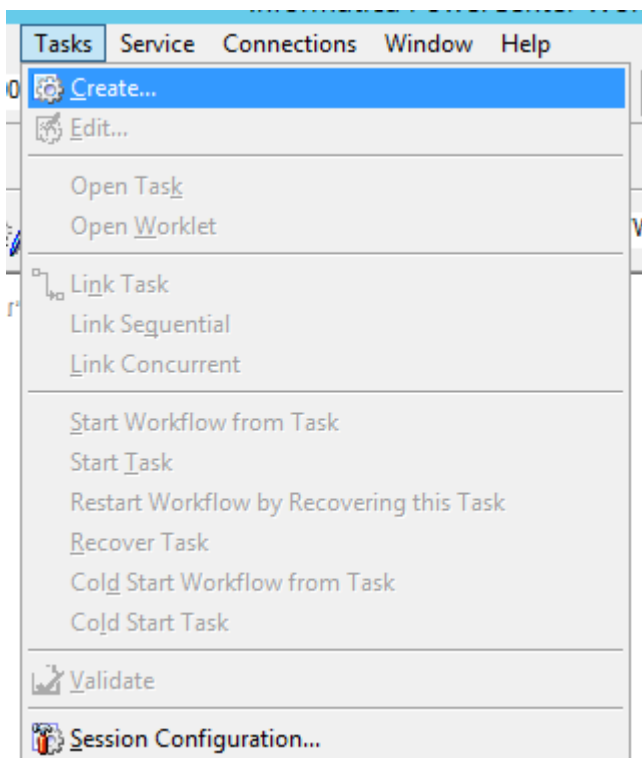 Tasks Service Connections Window Help
Create...
Edit...
Open Task
Open Worklet
Link Task
Link Sequential
Link Concurrent
Start Workflow from Task
Start Task
Restart Workflow by Recovering this Task
Recover Task
Cold Start Workflow from Task
Cold Start Task
Validate
Session Configuration...